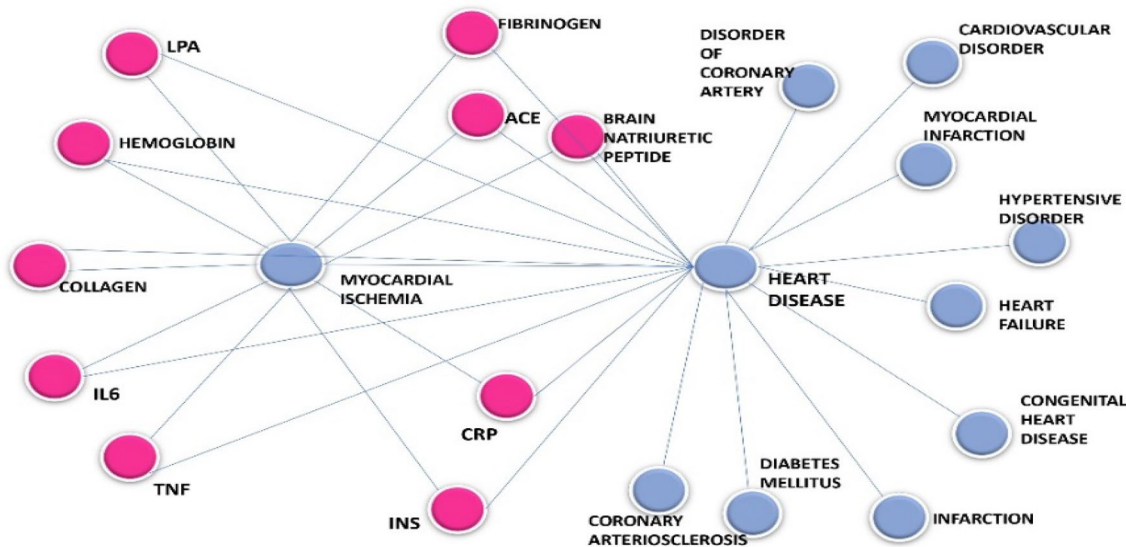 LPA
FIBRINOGEN
DISORDER
OF
CORONARY
ARTERY
CARDIOVASCULAR
DISORDER
HEMOGLOBIN
ACE
BRAIN
NATRIURETIC
PEPTIDE
MYOCARDIAL
INFARCTION
COLLAGEN
MYOCARDIAL
ISCHEMIA
HEART
DISEASE
HYPERTENSIVE
DISORDER
HEART
FAILURE
IL6
CRP
CONGENITAL
HEART
DISEASE
TNF
INS
CORONARY
ARTERIOSCLEROSIS
DIABETES
MELLITUS
INFARCTION